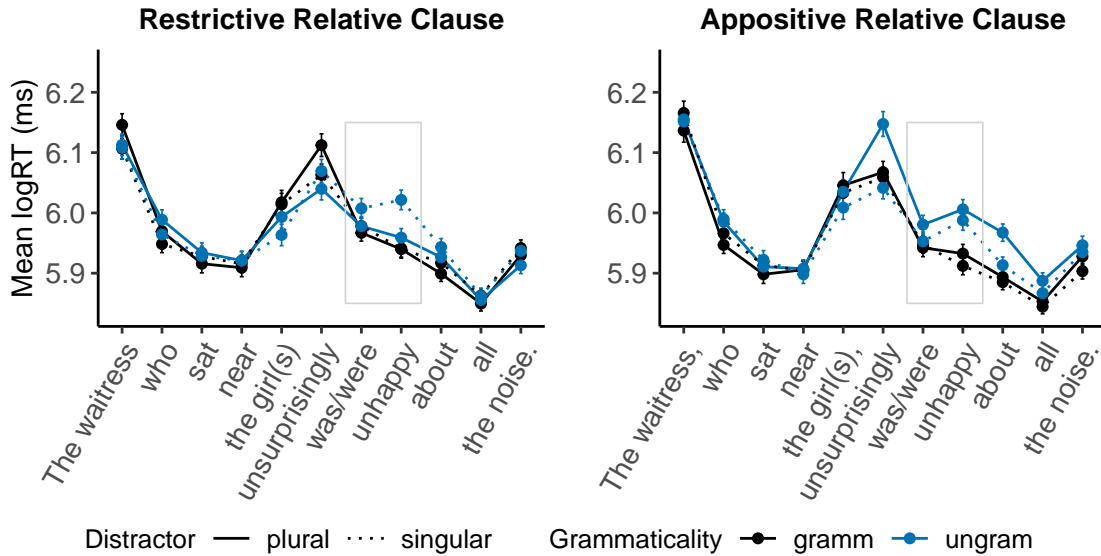 Restrictive Relative Clause
Appositive Relative Clause
Mean logRT (ms)
6.2
6.1
6.0
5.9
The waitress
who
sat
near
the girl(s)
unsurprisingly
was/were
unhappy
about
all
the noise.
6.2
6.1
6.0
5.9
The waitress,
who
sat
near
the girl(s),
unsurprisingly
was/were
unhappy
about
all
the noise.
Distractor plural singular Grammaticality gramm ungram